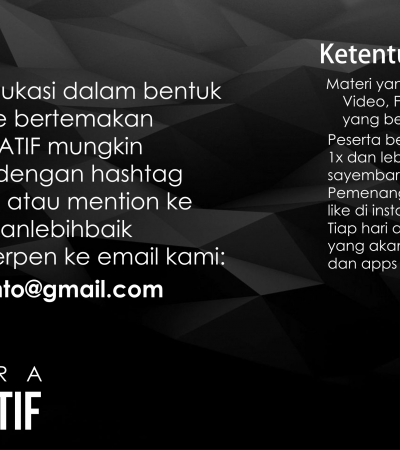 ukasi dalam bentuk
e bertemakan
ATIF mungkin
dengan hashtag
atau mention ke
anlebihbaik
erpen ke email kami:
nto@gmail.com
R A
TIF
Ketentu
Materi yan
Video, F
yang be
Peserta be
1x dan leb
sayembar
Pemenang
like di insta
Tiap hari a
yang akan
dan apps